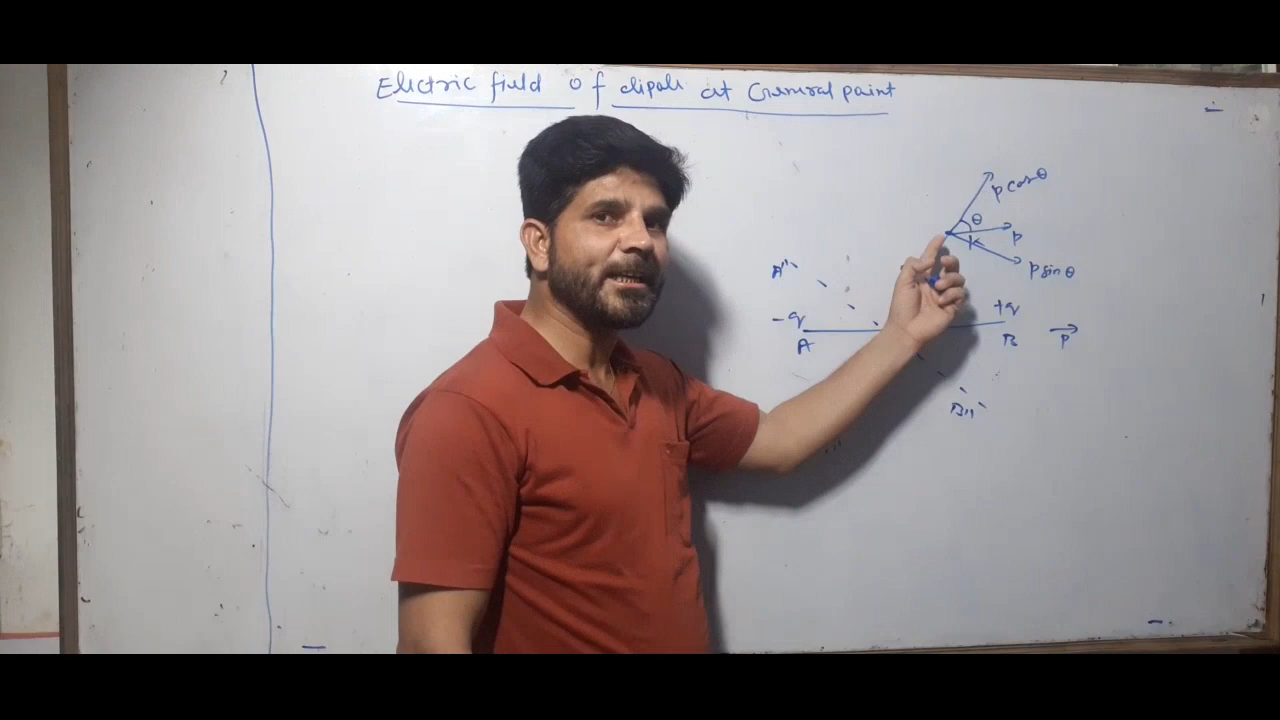 Electric field of dipole at General point
p cosθ
θ
p
p sinθ
A"
-q
+q
A
B
p
B"